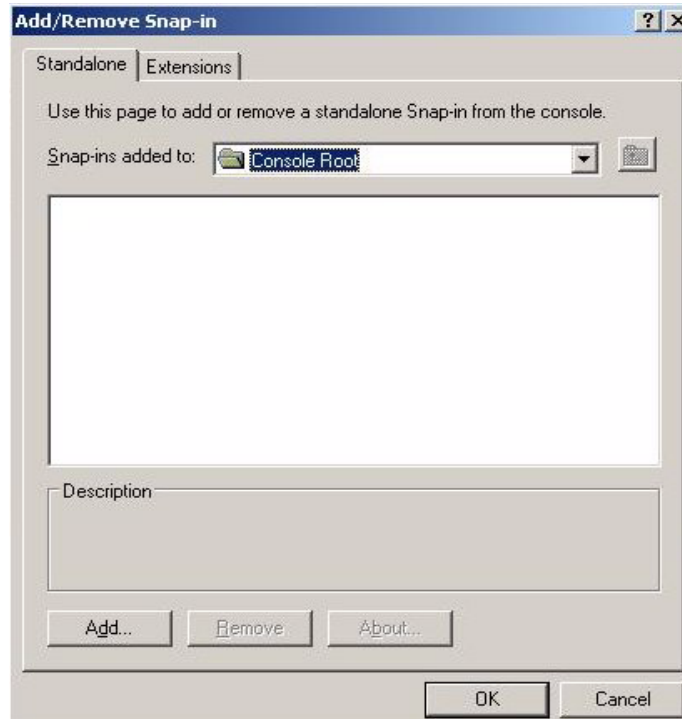 Add/Remove Snap-in
Standalone
Extensions
Use this page to add or remove a standalone Snap-in from the console.
Snap-ins added to:
Console Root
Description
Add...
Remove
About...
OK
Cancel